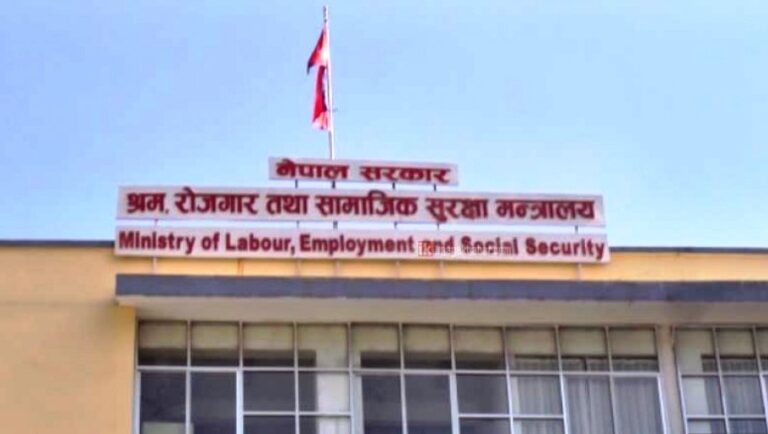 नेपाल सरकार
श्रम, रोजगार तथा सामाजिक सुरक्षा मन्त्रालय
Ministry of Labour, Employment and Social Security